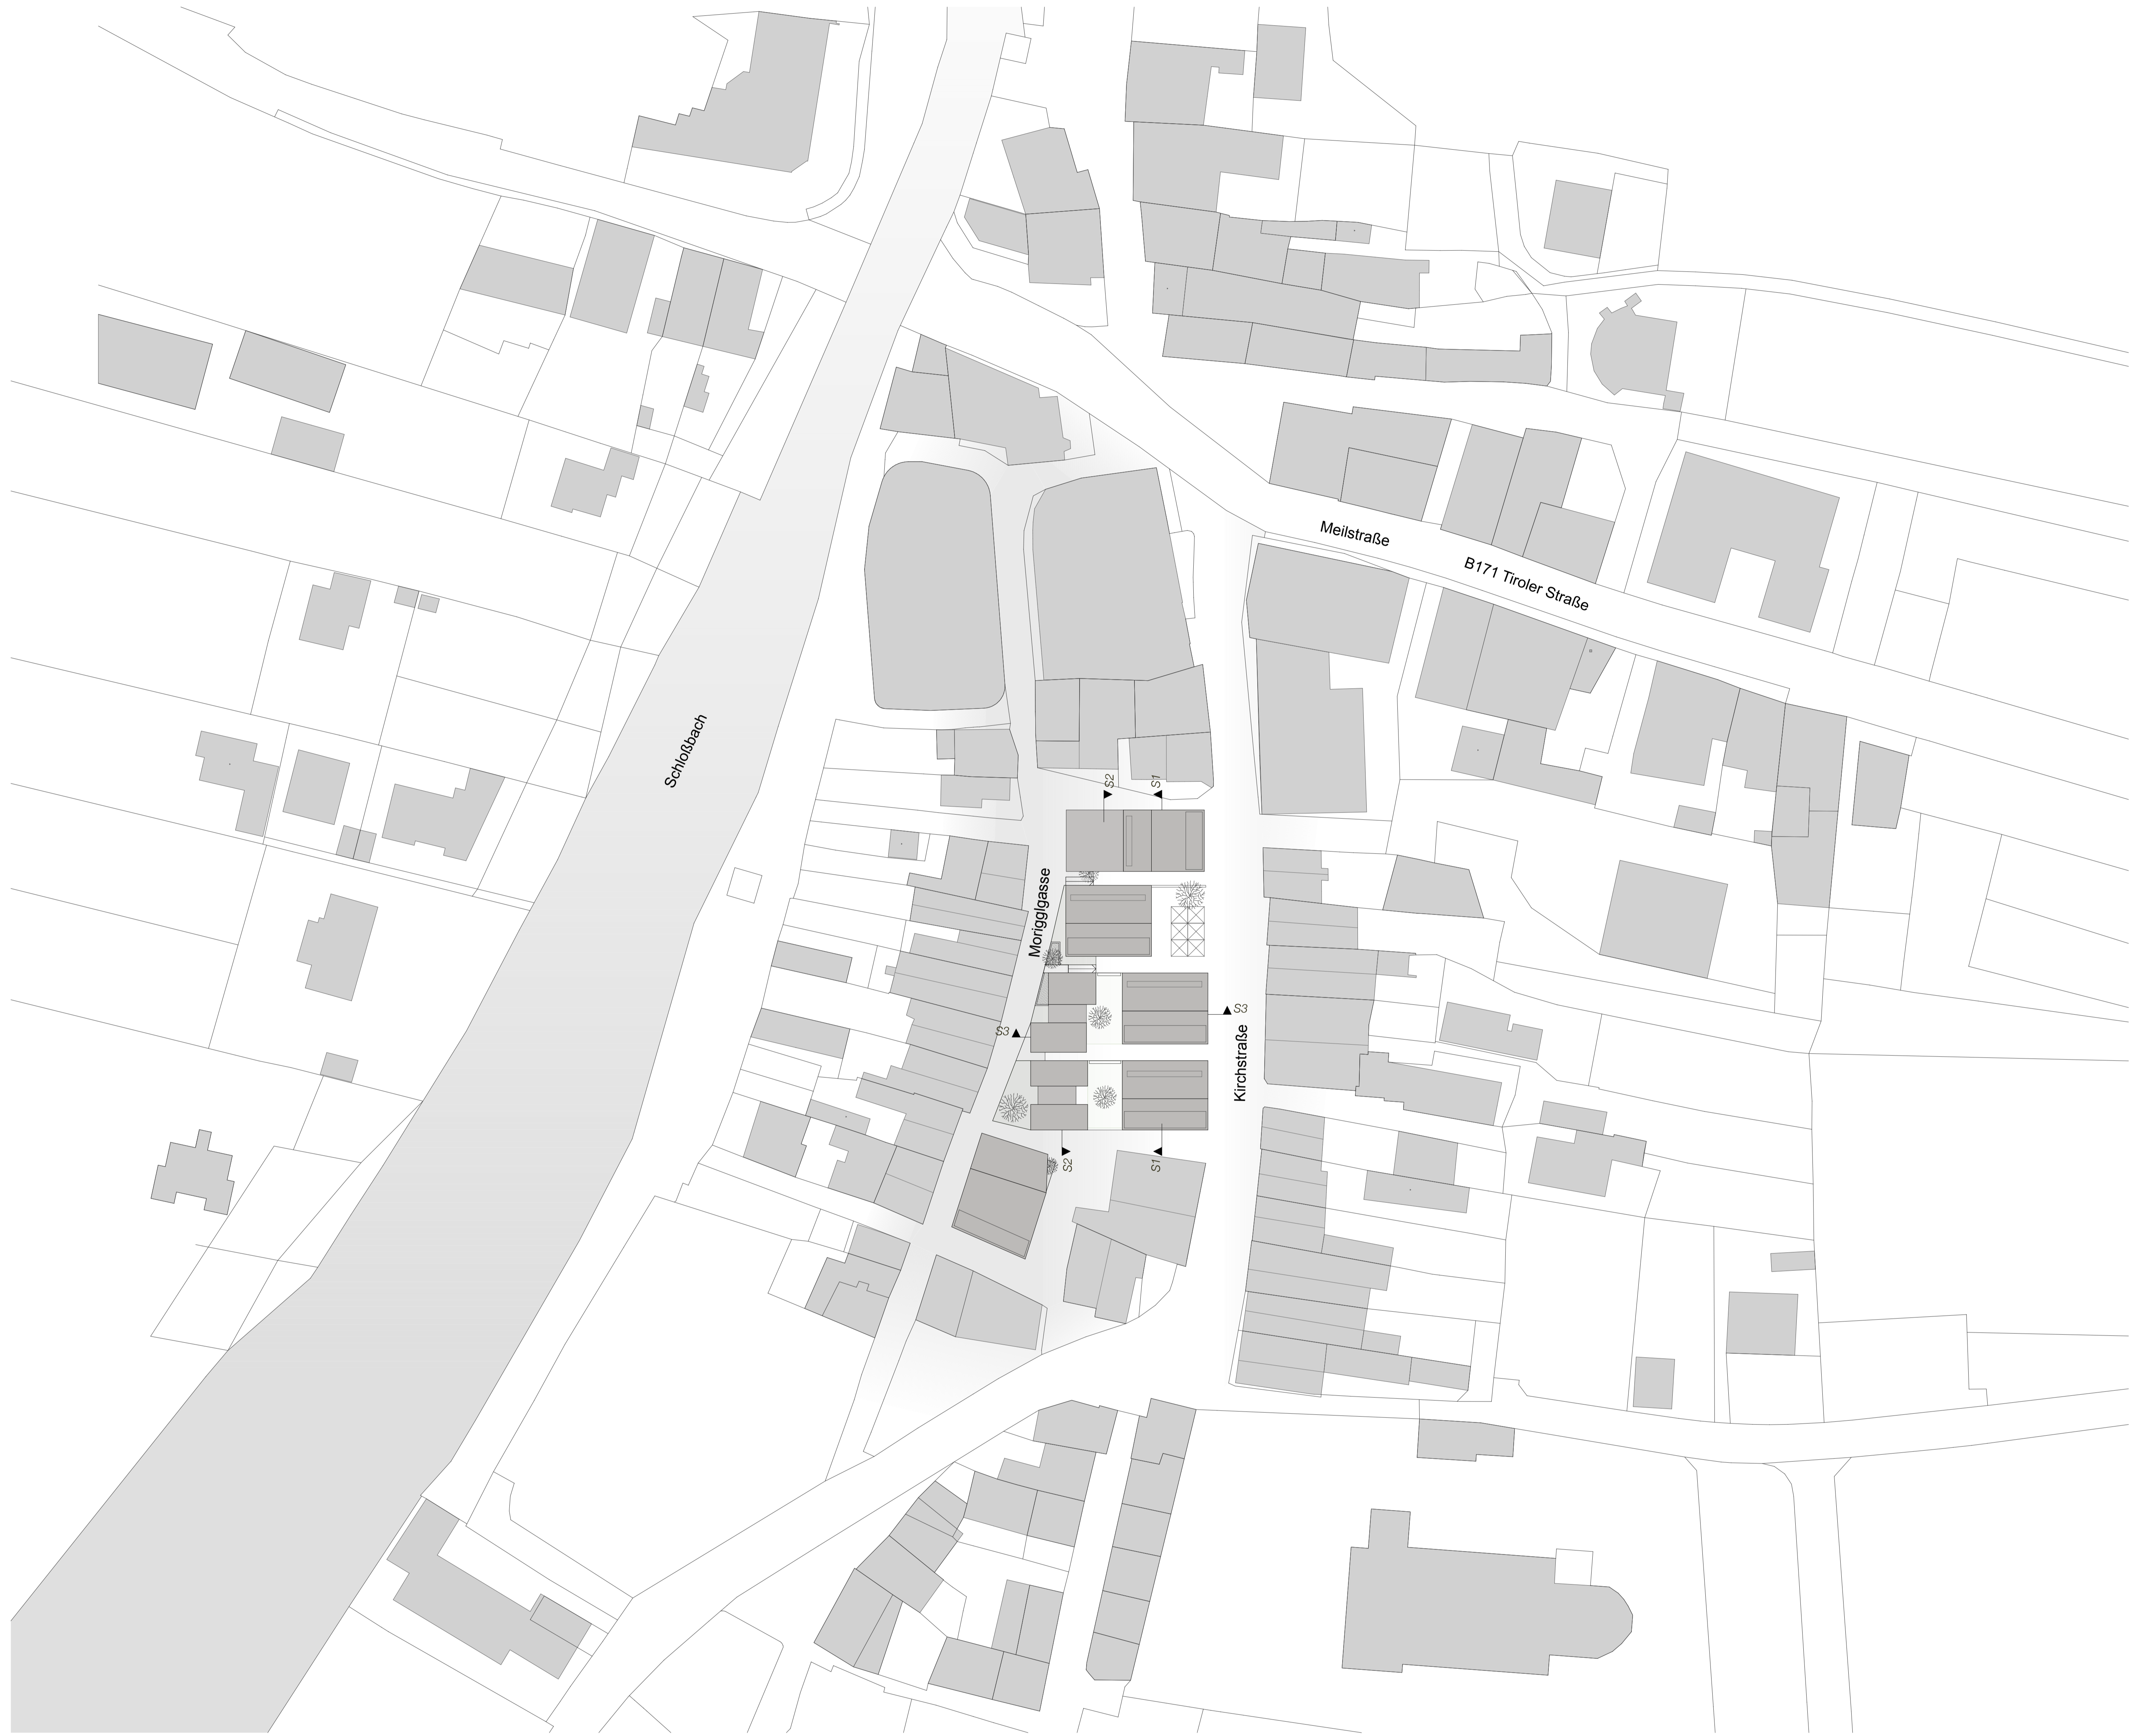 Meilstraße
B171 Tiroler Straße
Schloßbach
S2
S1
Morigglgasse
S3
S3
Kirchstraße
S2
S1